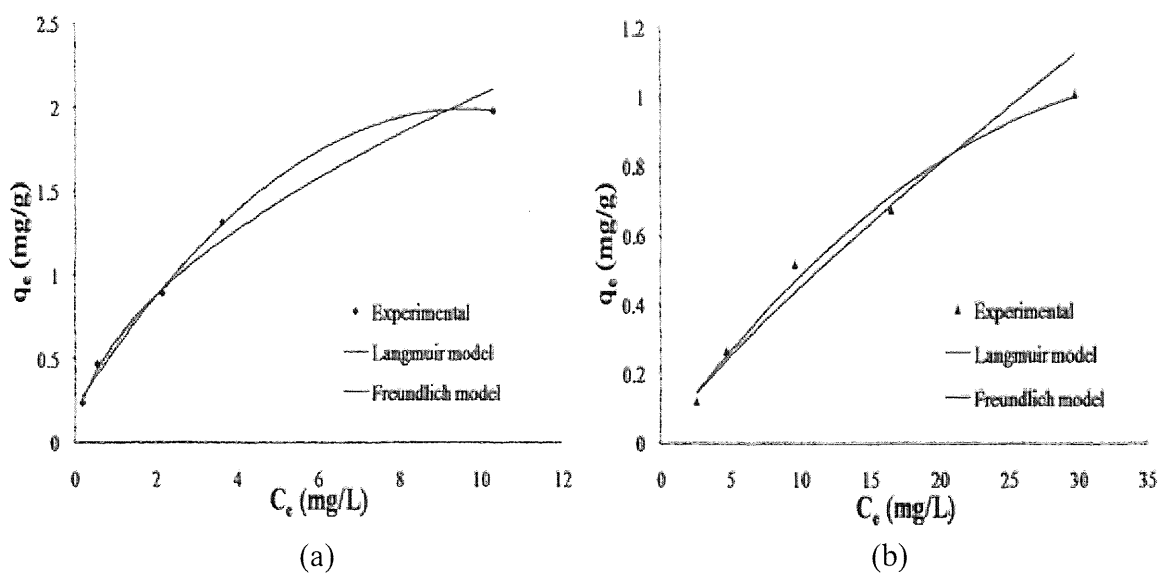 2.5
2
1.5
1
0.5
0
qe (mg/g)
0 2 4 6 8 10 12
Ce (mg/L)
Experimental
Langmuir model
Freundlich model
(a)
1.2
1
0.8
0.6
0.4
0.2
0
qe (mg/g)
0 5 10 15 20 25 30 35
Ce (mg/L)
Experimental
Langmuir model
Freundlich model
(b)